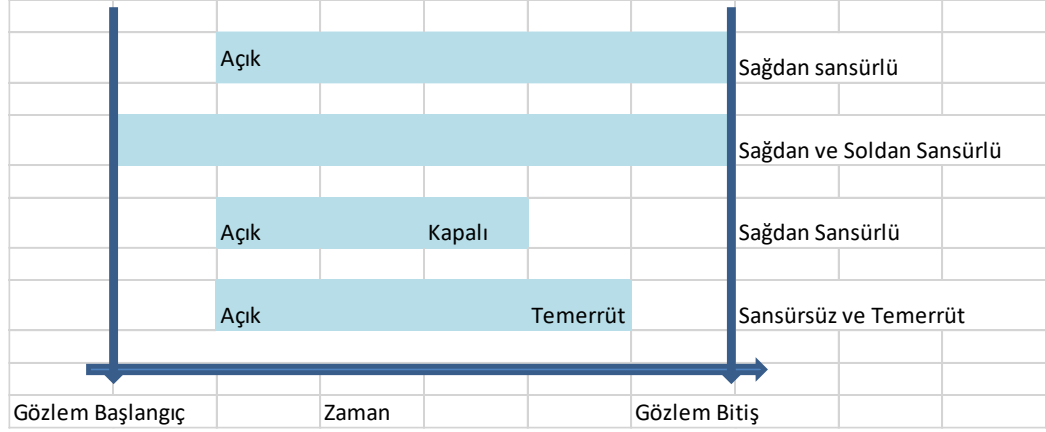 Açık
Sağdan sansürlü
Sağdan ve Soldan Sansürlü
Açık Kapalı Sağdan Sansürlü
Açık Temerrüt Sansürsüz ve Temerrüt
Gözlem Başlangıç Zaman Gözlem Bitiş